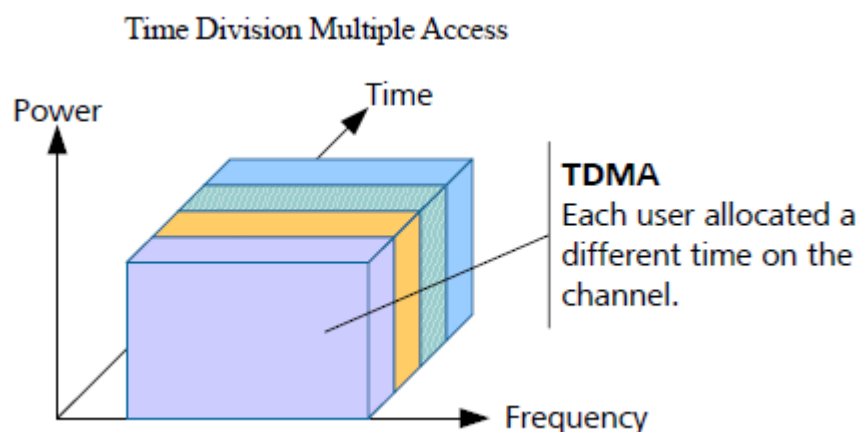 Time Division Multiple Access
Power
Time
TDMA
Each user allocated a
different time on the
channel.
Frequency